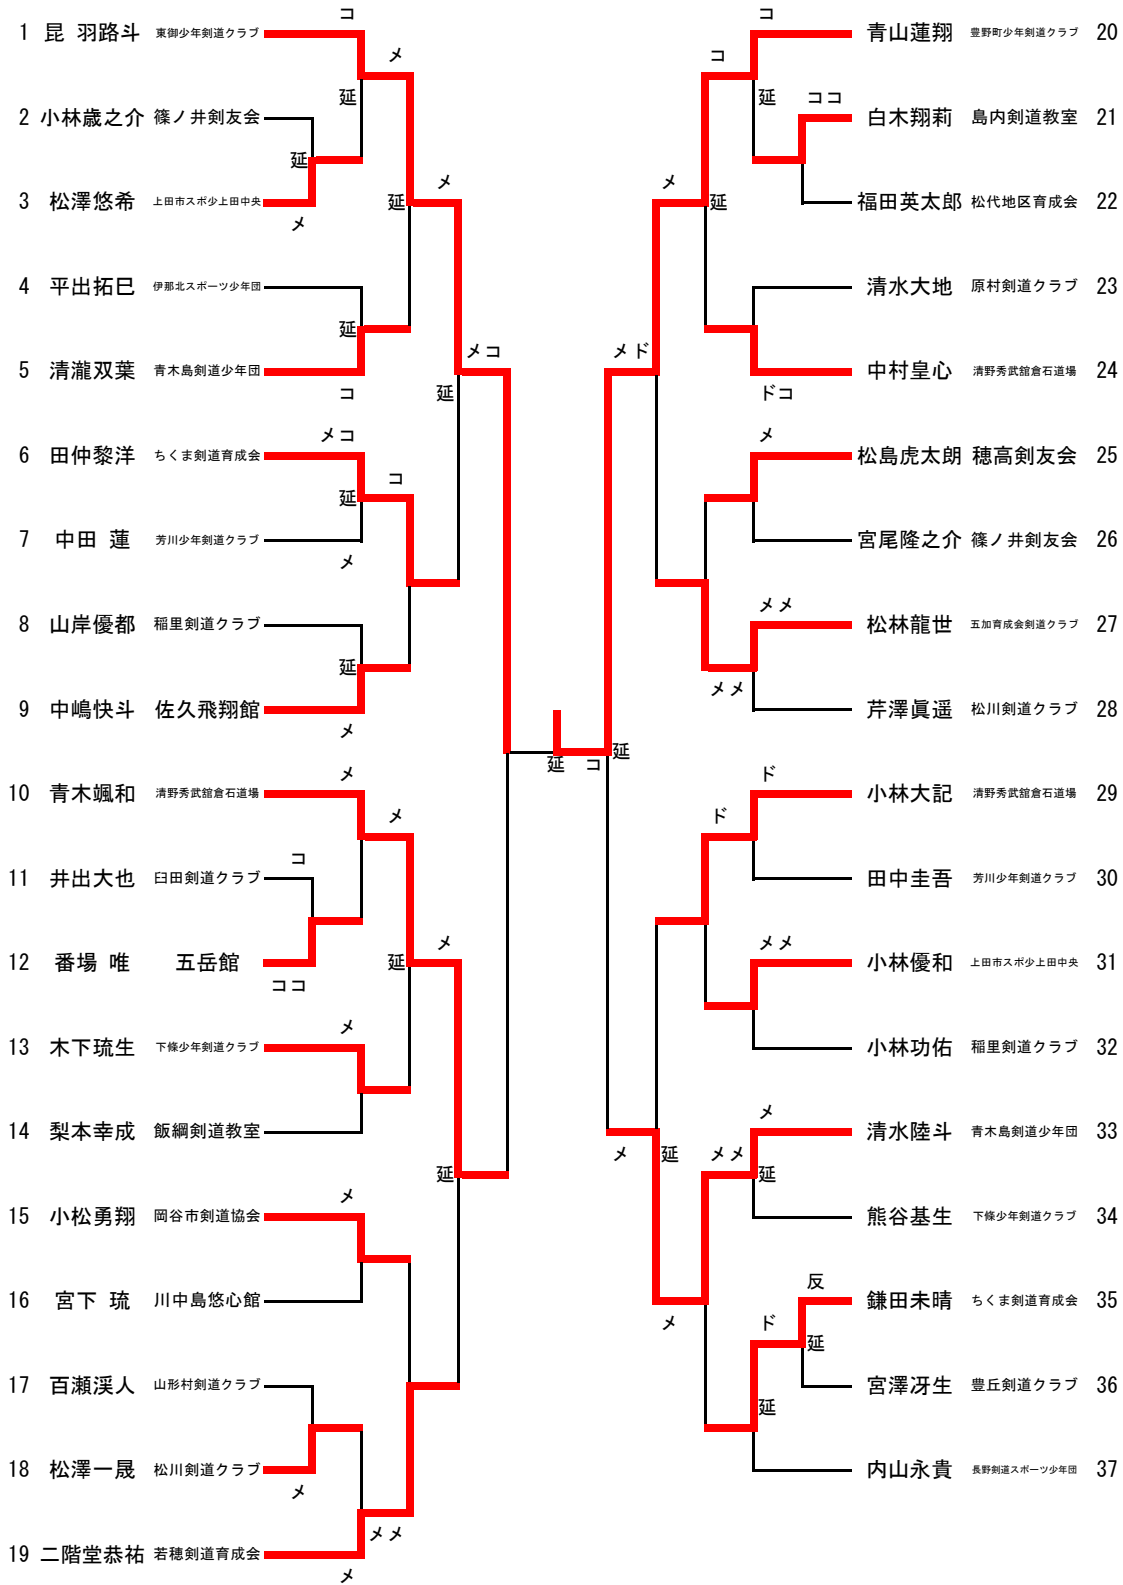 コ
1 昆 羽路斗 東御少年剣道クラブ
メ
延
2 小林歳之介 篠ノ井剣友会
延
3 松澤悠希 上田市スポ少上田中央
メ
延
メ
4 平出拓巳 伊那北スポーツ少年団
延
5 清瀧双葉 青木島剣道少年団
コ
延
メコ
メコ
6 田仲黎洋 ちくま剣道育成会
コ
延
7 中田 蓮 芳川少年剣道クラブ
メ
8 山岸優都 稲里剣道クラブ
延
9 中嶋快斗 佐久飛翔館
メ
メ
10 青木颯和 清野秀武舘倉石道場
メ
コ
11 井出大也 臼田剣道クラブ
12 番場 唯 五岳館
ココ
延
メ
メ
13 木下琉生 下條少年剣道クラブ
14 梨本幸成 飯綱剣道教室
延
メ
15 小松勇翔 岡谷市剣道協会
16 宮下 琉 川中島悠心館
17 百瀬渓人 山形村剣道クラブ
18 松澤一晟 松川剣道クラブ
メ
メメ
19 二階堂恭祐 若穂剣道育成会
メ
延 コ 延
コ
青山蓮翔 豊野町少年剣道クラブ 20
コ
延
ココ
白木翔莉 島内剣道教室 21
福田英太郎 松代地区育成会 22
メ
延
清水大地 原村剣道クラブ 23
中村皇心 清野秀武舘倉石道場 24
ドコ
メド
メ
松島虎太朗 穂高剣友会 25
宮尾隆之介 篠ノ井剣友会 26
メメ
松林龍世 五加育成会剣道クラブ 27
メメ
芹澤眞遥 松川剣道クラブ 28
ド
小林大記 清野秀武舘倉石道場 29
ド
田中圭吾 芳川少年剣道クラブ 30
メメ
小林優和 上田市スポ少上田中央 31
小林功佑 稲里剣道クラブ 32
メ
清水陸斗 青木島剣道少年団 33
メ
延
メメ
延
熊谷基生 下條少年剣道クラブ 34
反
鎌田未晴 ちくま剣道育成会 35
メ
ド
延
宮澤冴生 豊丘剣道クラブ 36
延
内山永貴 長野剣道スポーツ少年団 37